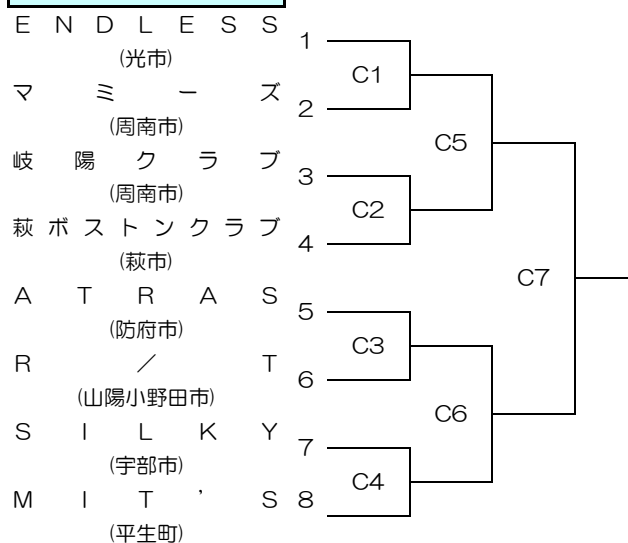 ENDLESS 1
(光市)
C1
マミーズ 2
(周南市)
C5
岐陽クラブ 3
(周南市)
C2
萩ボストンクラブ 4
(萩市)
C7
ATRAS 5
(防府市)
C3
R/T 6
(山陽小野田市)
C6
SILKY 7
(宇部市)
C4
MIT'S 8
(平生町)